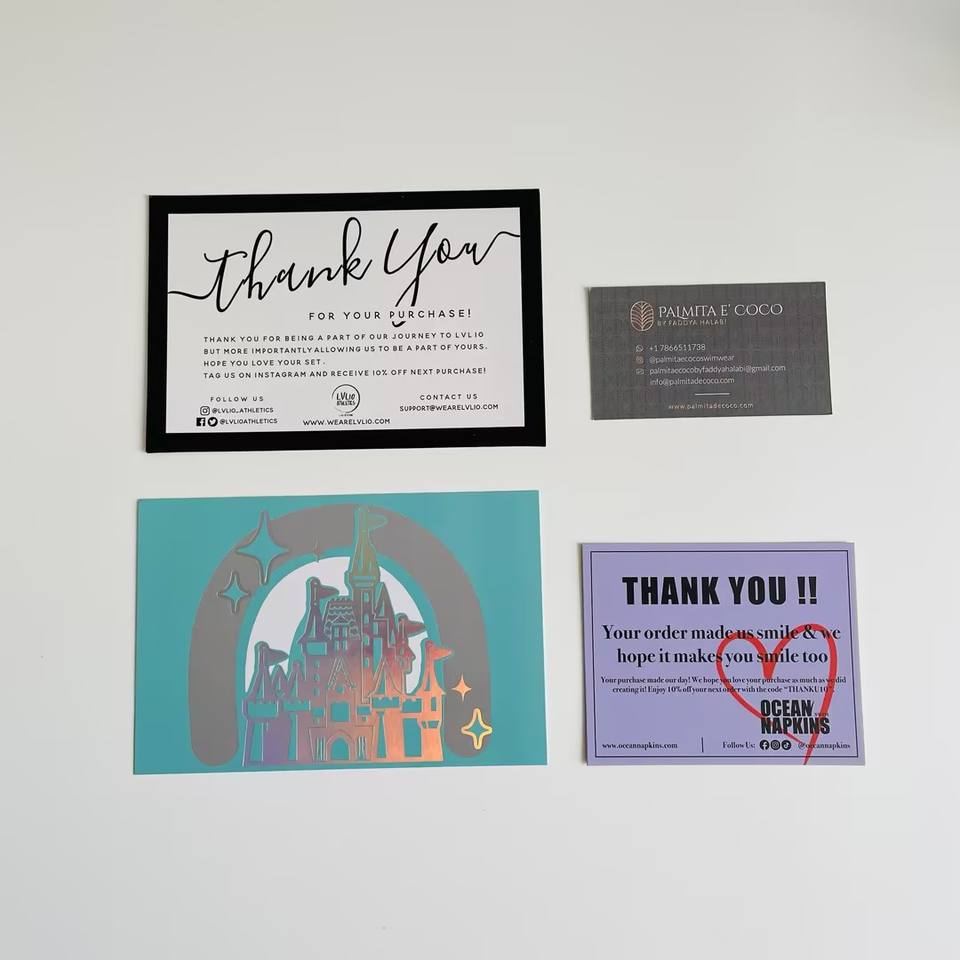 thank you
FOR YOUR PURCHASE!
THANK YOU FOR BEING A PART OF OUR JOURNEY TO LVL10
BUT MORE IMPORTANTLY ALLOWING US TO BE A PART OF YOURS.
HOPE YOU LOVE YOUR SET.
TAG US ON INSTAGRAM AND RECEIVE 10% OFF NEXT PURCHASE!
FOLLOW US
@LVL10_ATHLETICS
@LVL10ATHLETICS
LVL10
ATHLETICS
WWW.WEARELVL10.COM
CONTACT US
SUPPORT@WEARELVL10.COM
PALMITA E' COCO
BY FADDYA HALABI
+1 7866511738
@palmitaecocoswimwear
palmitaecocobyfaddyahalabi@gmail.com
info@palmitadecoco.com
www.palmitadecoco.com
THANK YOU !!
Your order made us smile & we
hope it makes you smile too
Your purchase made our day! We hope you love your purchase as much as we did
creating it! Enjoy 10% off your next order with the code "THANKU10".
OCEAN
NAPKINS
www.oceannapkins.com
Follow Us: @oceannapkins